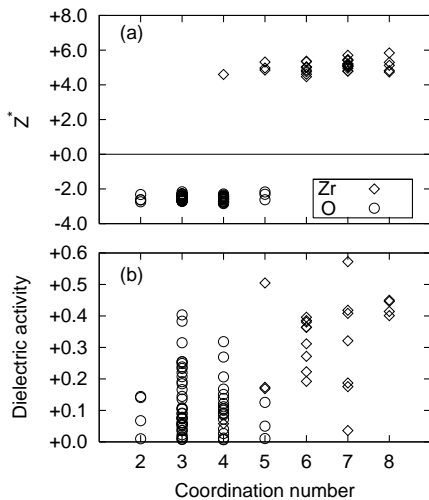 +8.0
(a)
+6.0
+4.0
Z*
+2.0
+0.0
-2.0
Zr
O
-4.0
+0.6
(b)
+0.5
+0.4
Dielectric activity
+0.3
+0.2
+0.1
+0.0
2 3 4 5 6 7 8
Coordination number